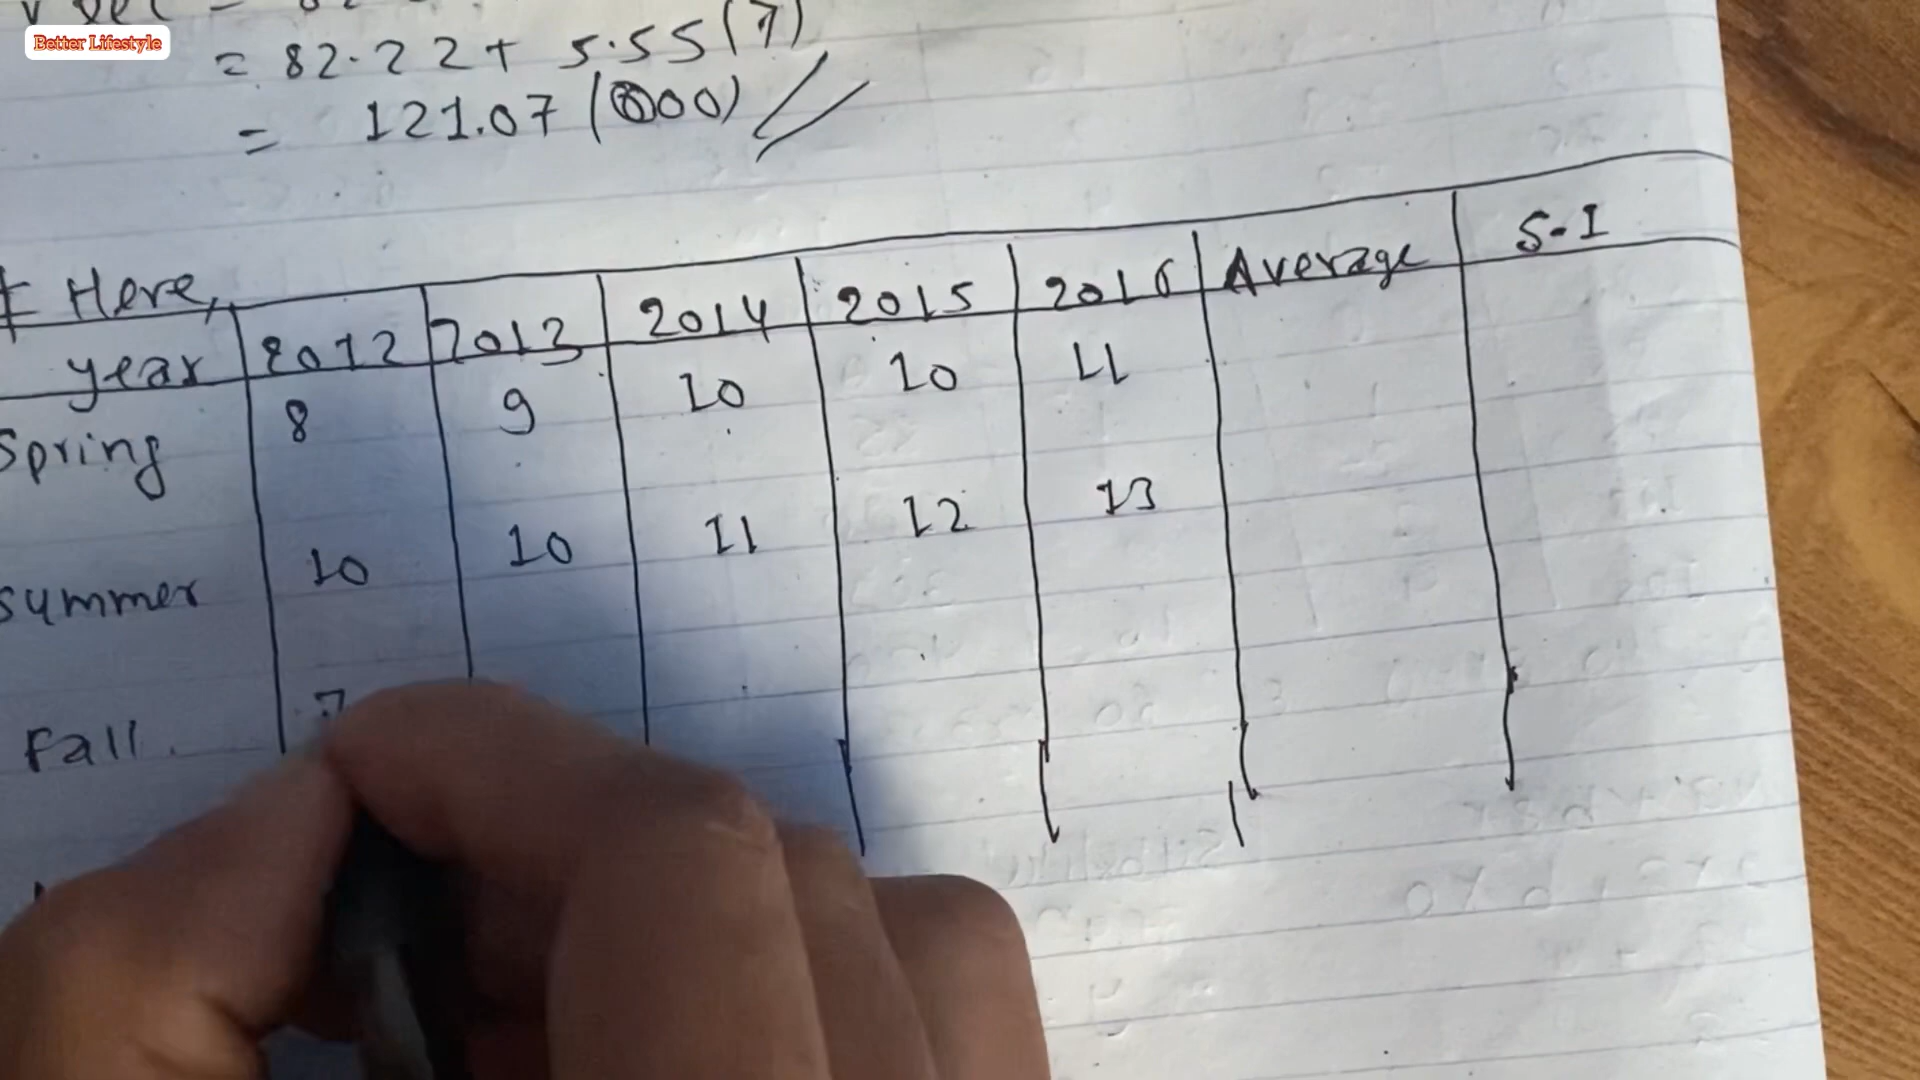 Better Lifestyle
= 82.22 + 5.55(7)
= 121.07 (000)
Here,
year 2012 2013 2014 2015 2016 Average S-I
Spring 8 9 10 10 11
summer 10 10 11 12 13
Fall. 7